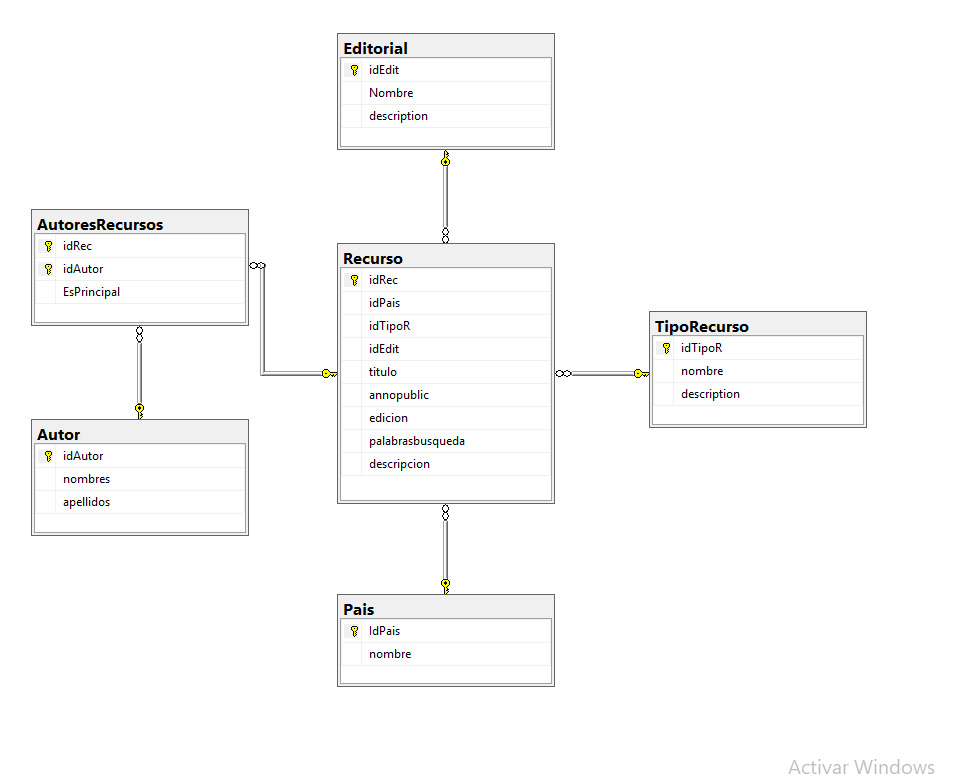 Editorial
idEdit
Nombre
description
AutoresRecursos
idRec
idAutor
EsPrincipal
Recurso
idRec
idPais
idTipoR
idEdit
titulo
annopublic
edicion
palabrasbusqueda
descripcion
TipoRecurso
idTipoR
nombre
description
Autor
idAutor
nombres
apellidos
Pais
IdPais
nombre
Activar Windows